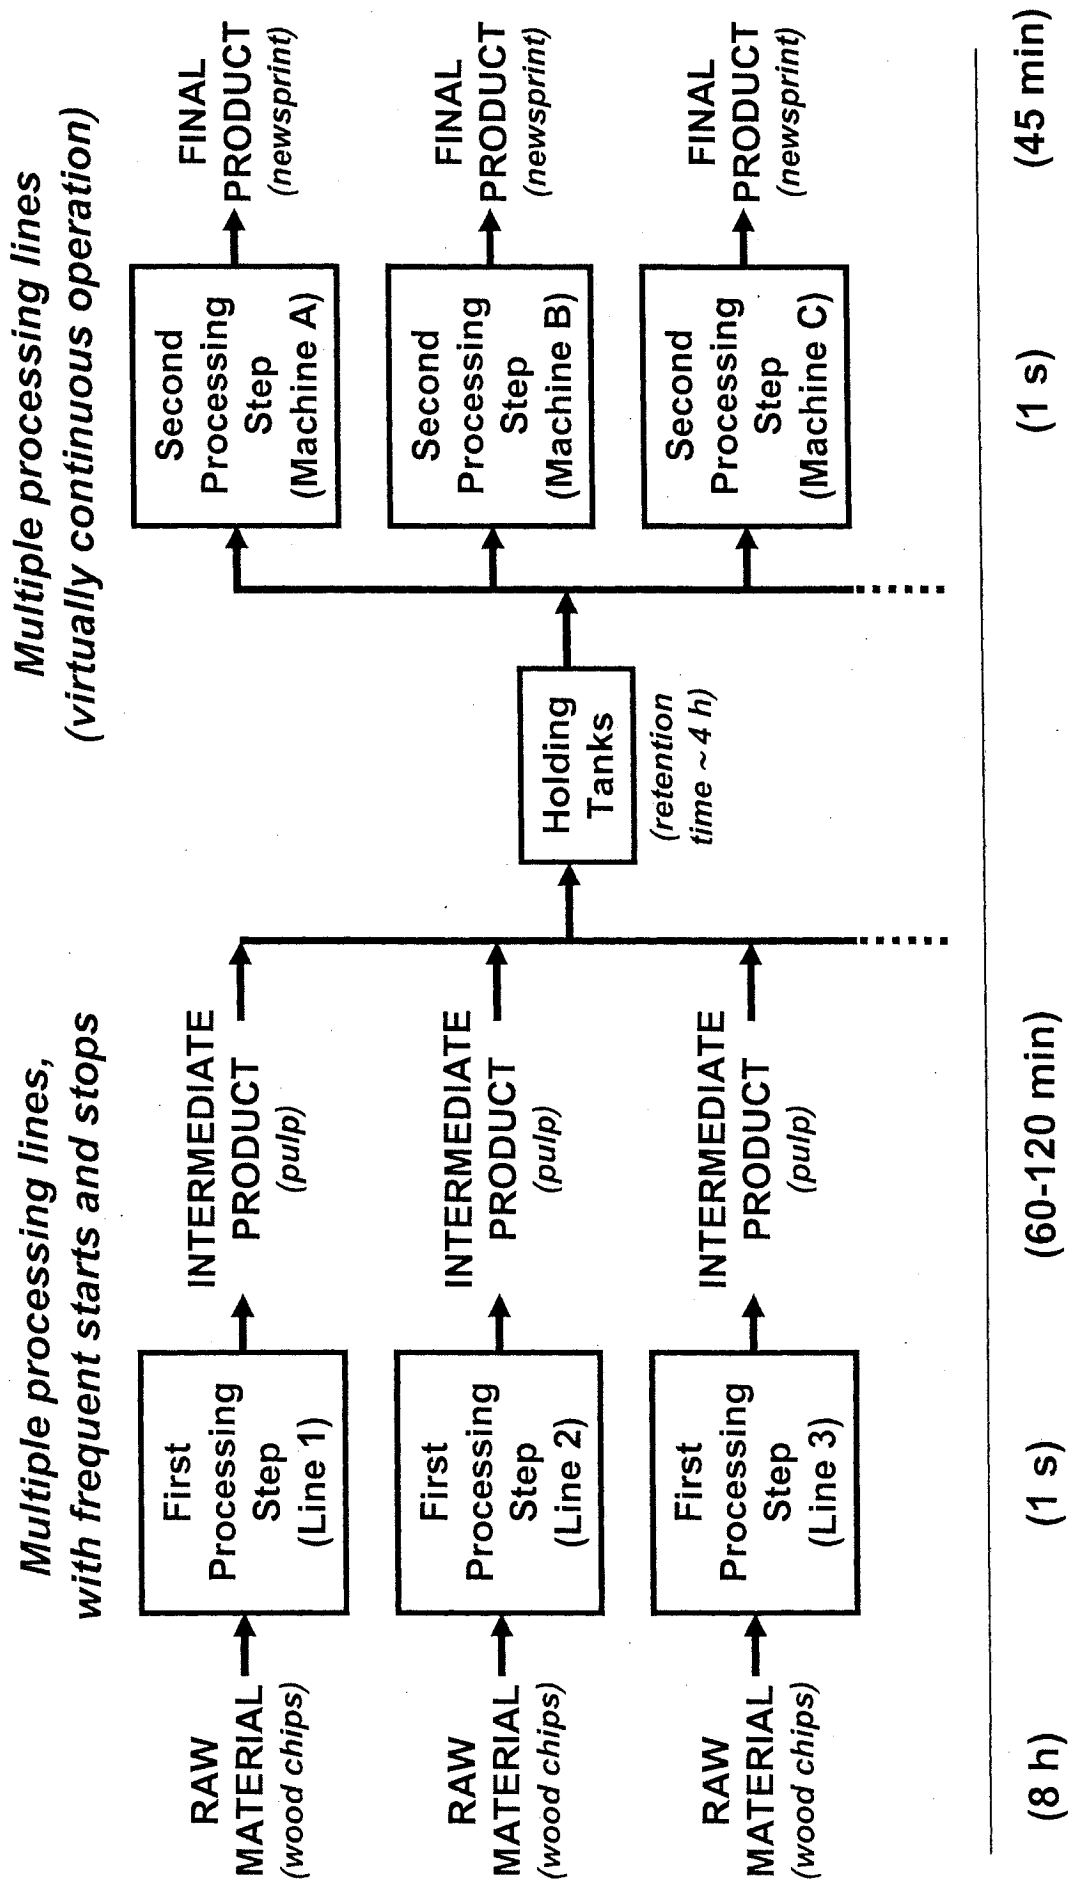 Multiple processing lines,
with frequent starts and stops
Multiple processing lines
(virtually continuous operation)
RAW
MATERIAL
(wood chips)
First
Processing
Step
(Line 1)
INTERMEDIATE
PRODUCT
(pulp)
Second
Processing
Step
(Machine A)
FINAL
PRODUCT
(newsprint)
RAW
MATERIAL
(wood chips)
First
Processing
Step
(Line 2)
INTERMEDIATE
PRODUCT
(pulp)
Holding
Tanks
(retention
time ~ 4 h)
Second
Processing
Step
(Machine B)
FINAL
PRODUCT
(newsprint)
RAW
MATERIAL
(wood chips)
First
Processing
Step
(Line 3)
INTERMEDIATE
PRODUCT
(pulp)
Second
Processing
Step
(Machine C)
FINAL
PRODUCT
(newsprint)
(8 h)
(1 s)
(60-120 min)
(1 s)
(45 min)